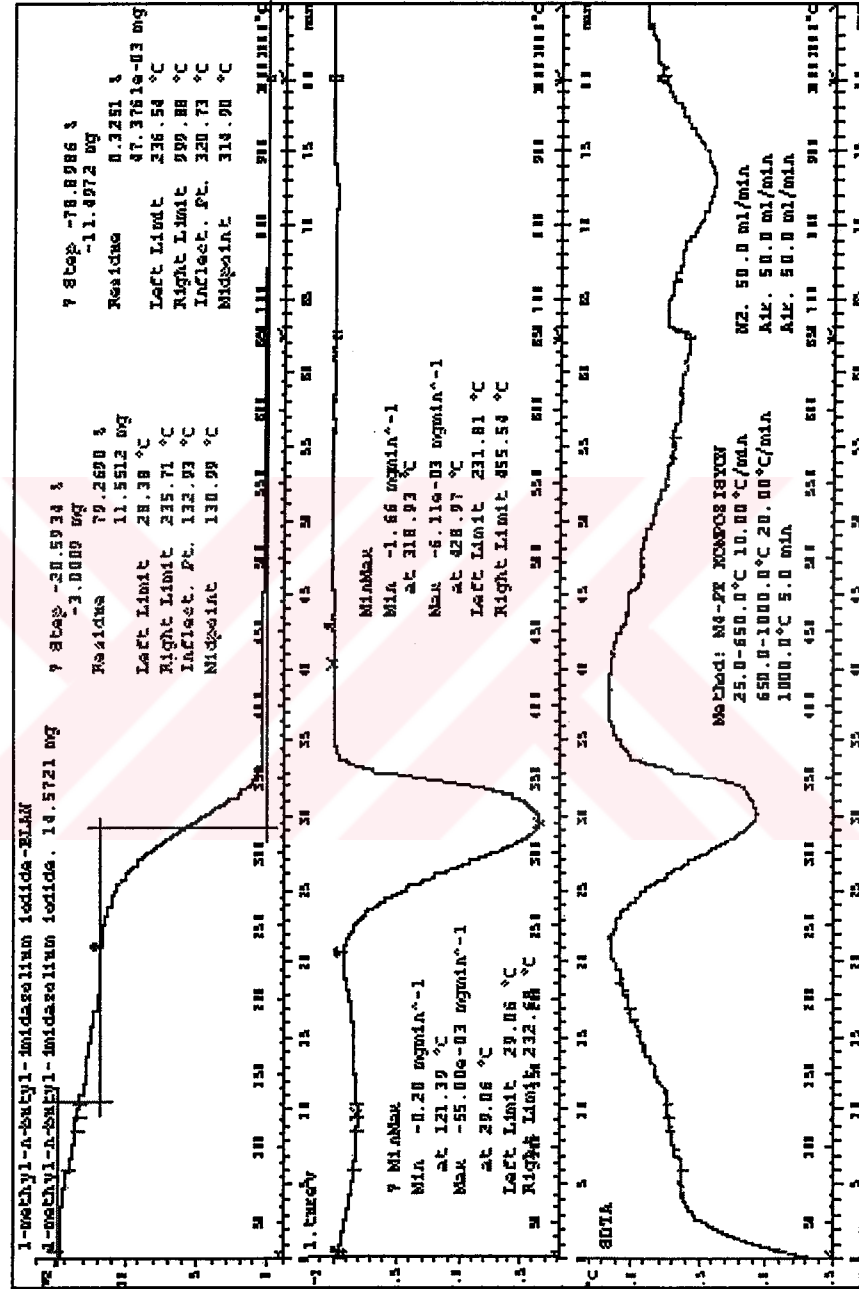 1-methyl-n-butyl-imidazolium iodide-ELAN
1-methyl-n-butyl-imidazolium iodide, 14.5721 mg
? Step -20.5934 %
-3.0009 mg
Residue 79.2690 %
11.5512 mg
Left Limit 28.38 °C
Right Limit 235.71 °C
Inflect. Pt. 132.93 °C
Midpoint 130.99 °C
? Step -78.8986 %
-11.4972 mg
Residue 0.3251 %
47.3761e-03 mg
Left Limit 236.54 °C
Right Limit 999.88 °C
Inflect. Pt. 320.73 °C
Midpoint 314.90 °C
1.turev
? MinMax
Min -0.20 mgmin^-1
at 121.39 °C
Max -55.00e-03 mgmin^-1
at 29.06 °C
Left Limit 29.06 °C
Right Limit 232.68 °C
MinMax
Min -1.66 mgmin^-1
at 318.93 °C
Max -6.11e-03 mgmin^-1
at 428.97 °C
Left Limit 231.81 °C
Right Limit 455.54 °C
SDTA
Method: M4-PT KOMPOZISYON
25.0-650.0°C 10.00°C/min
650.0-1000.0°C 20.00°C/min
1000.0°C 5.0 min
N2, 50.0 ml/min
Air, 50.0 ml/min
Air, 50.0 ml/min